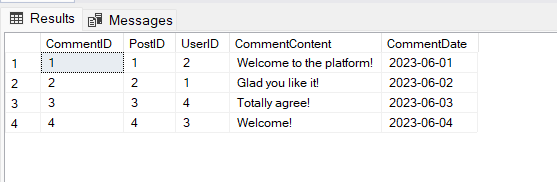 Results Messages
CommentID PostID UserID CommentContent CommentDate
1 1 1 2 Welcome to the platform! 2023-06-01
2 2 2 1 Glad you like it! 2023-06-02
3 3 3 4 Totally agree! 2023-06-03
4 4 4 3 Welcome! 2023-06-04